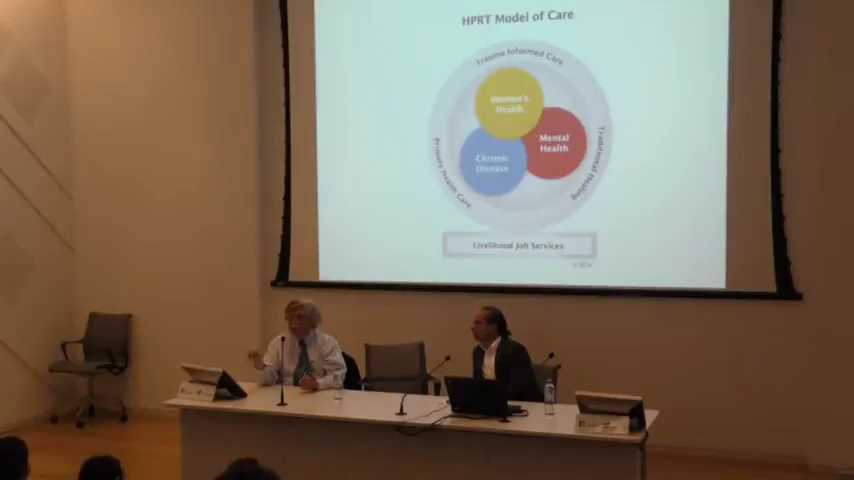 HPRT Model of Care
Trauma Informed Care
Women's
Health
Mental
Health
Chronic
Disease
Primary Health Care
Traditional Healing
Livelihood Job Services